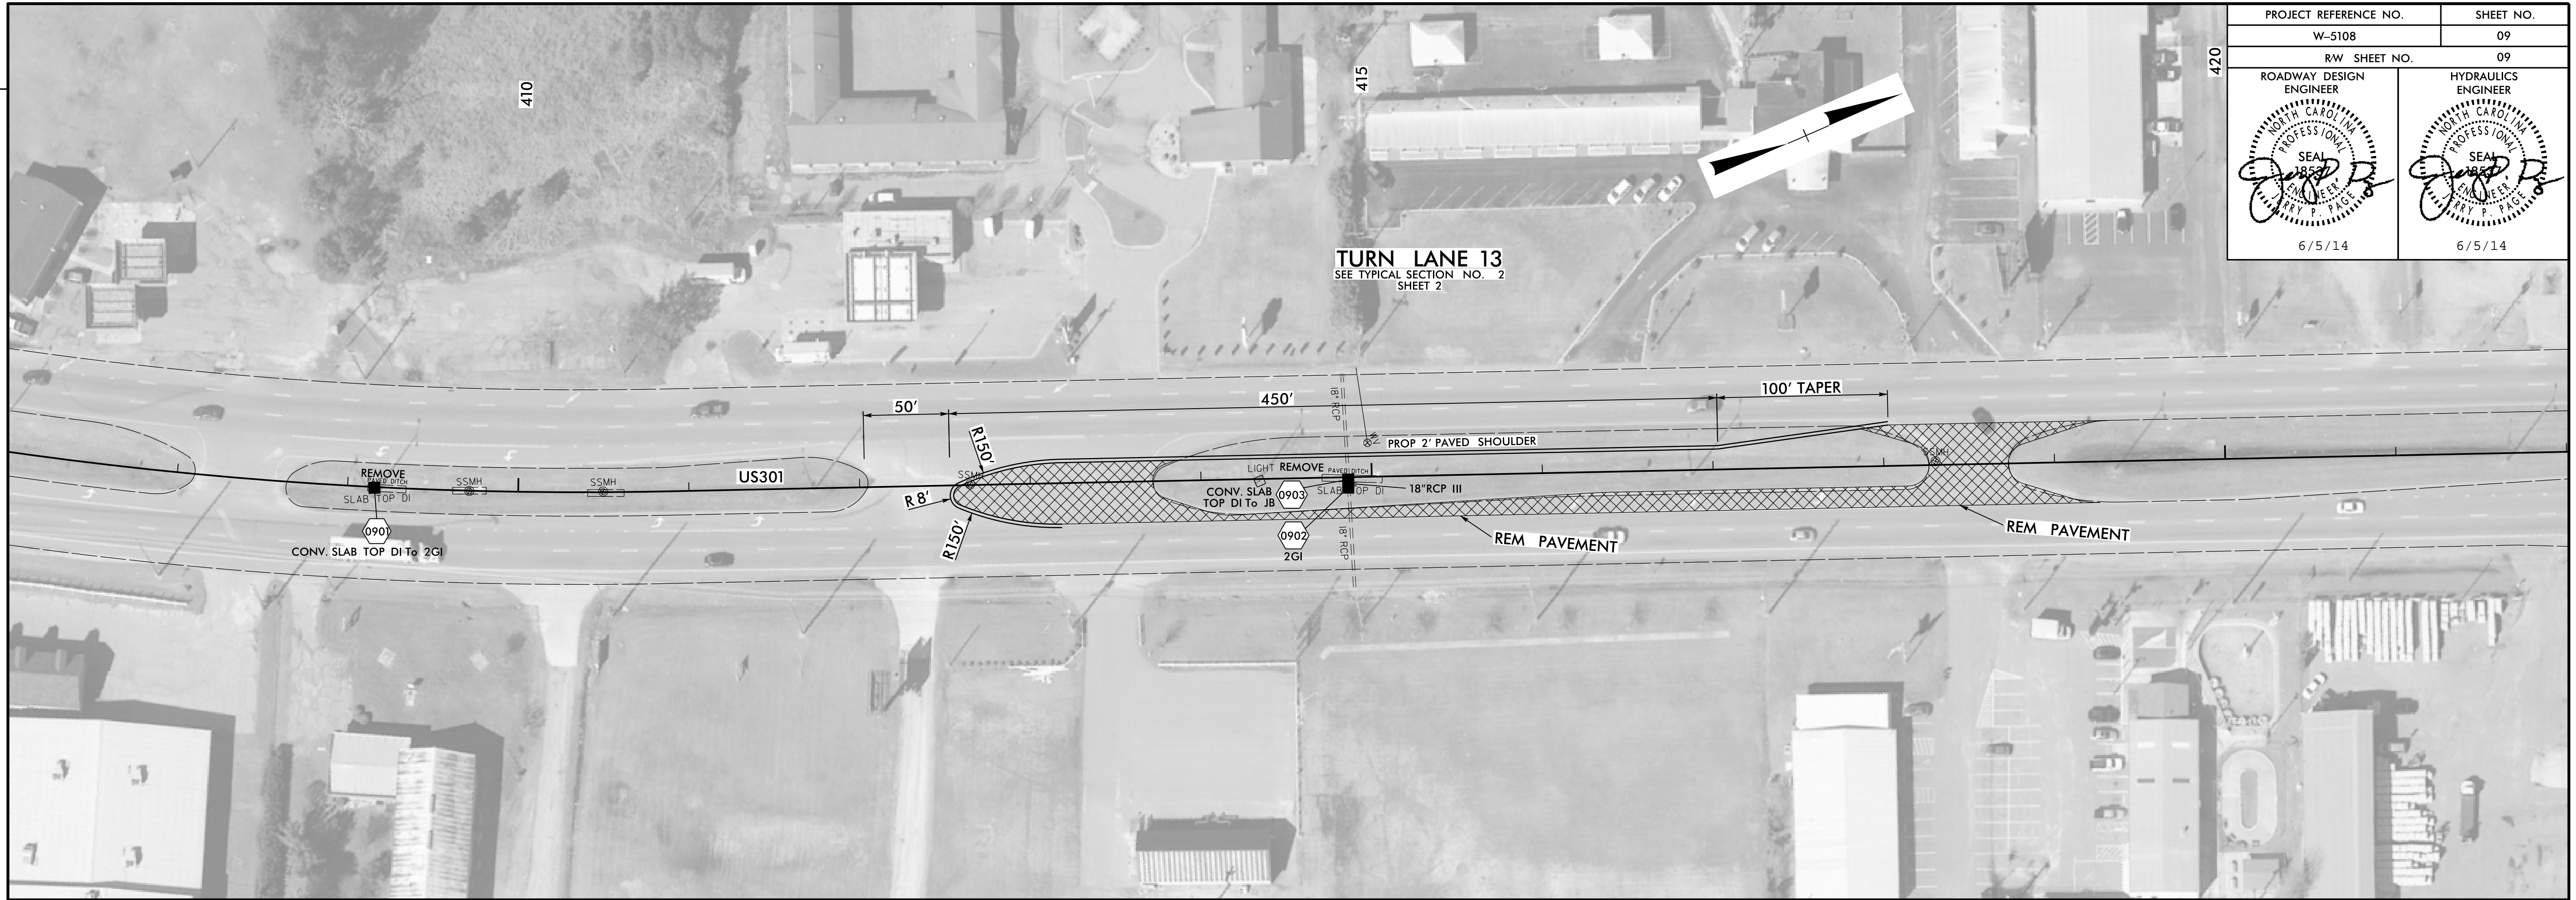 PROJECT REFERENCE NO.
SHEET NO.
W–5108
09
R/W SHEET NO.
09
ROADWAY DESIGN
ENGINEER
HYDRAULICS
ENGINEER
NORTH CAROLINA
PROFESSIONAL
SEAL
ENGINEER
JERRY P. PAGE
NORTH CAROLINA
PROFESSIONAL
SEAL
ENGINEER
JERRY P. PAGE
6/5/14
6/5/14
410
415
420
TURN LANE 13
SEE TYPICAL SECTION NO. 2
SHEET 2
50'
450'
100' TAPER
18" RCP
R150'
PROP 2' PAVED SHOULDER
REMOVE
PAVED DITCH
SLAB TOP DI
SSMH
SSMH
US301
SSMH
LIGHT
REMOVE
PAVED DITCH
SSMH
R 8'
CONV. SLAB
TOP DI To JB
0903
SLAB TOP DI
18"RCP III
0901
CONV. SLAB TOP DI To 2GI
R150'
0902
2GI
18" RCP
REM PAVEMENT
REM PAVEMENT